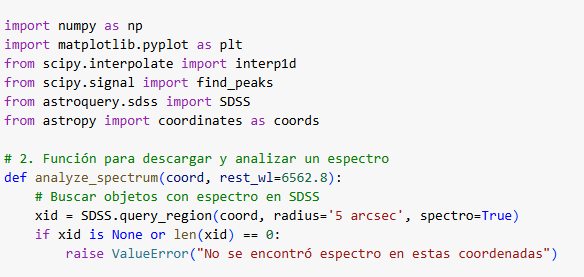 import numpy as np
import matplotlib.pyplot as plt
from scipy.interpolate import interp1d
from scipy.signal import find_peaks
from astroquery.sdss import SDSS
from astropy import coordinates as coords

# 2. Función para descargar y analizar un espectro
def analyze_spectrum(coord, rest_wl=6562.8):
    # Buscar objetos con espectro en SDSS
    xid = SDSS.query_region(coord, radius='5 arcsec', spectro=True)
    if xid is None or len(xid) == 0:
        raise ValueError("No se encontró espectro en estas coordenadas")